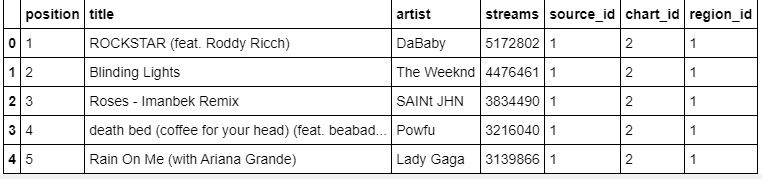 position title artist streams source_id chart_id region_id
0 1 ROCKSTAR (feat. Roddy Ricch) DaBaby 5172802 1 2 1
1 2 Blinding Lights The Weeknd 4476461 1 2 1
2 3 Roses - Imanbek Remix SAINt JHN 3834490 1 2 1
3 4 death bed (coffee for your head) (feat. beabad... Powfu 3216040 1 2 1
4 5 Rain On Me (with Ariana Grande) Lady Gaga 3139866 1 2 1